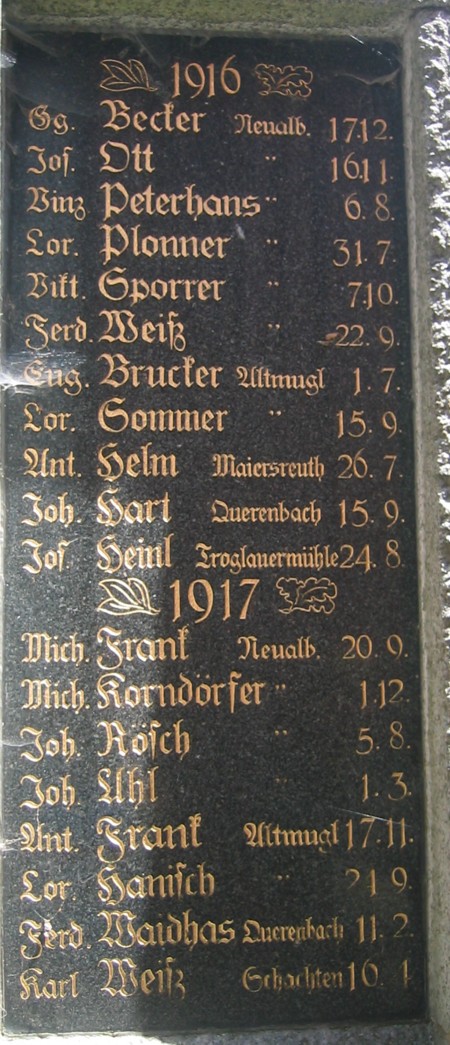 1916
Gg. Becker Neualb. 17.12.
Jos. Ott " 16.11.
Vinz Peterhans " 6. 8.
Lor. Plonner " 31. 7.
Vikt. Sporrer " 7.10.
Ferd. Weiß " 22. 9.
Eug. Brucker Altmugl 1. 7.
Lor. Sommer " 15. 9.
Ant. Helm Maiersreuth 26. 7.
Joh. Hart Querenbach 15. 9.
Jos. Heinl Troglauermühle 24. 8.
1917
Mich. Frank Neualb. 20. 9.
Mich. Korndörfer " 1.12.
Joh. Rösch " 5. 8.
Joh. Uhl " 1. 3.
Ant. Frank Altmugl 17.11.
Lor. Hanisch " 21 9.
Ferd. Waidhas Querenbach 11. 2.
Karl Weiß Schachten 16. 1